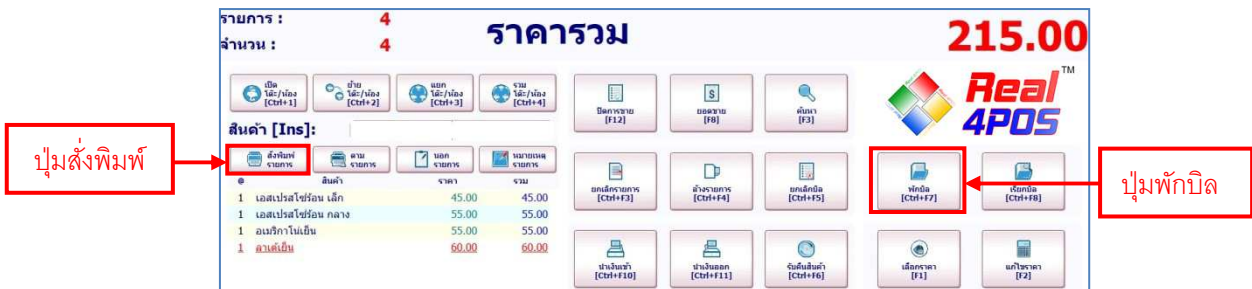 รายการ : 4
จำนวน : 4
ราคารวม
215.00
เปิด
โต๊ะ/ห้อง
[Ctrl+1]
ย้าย
โต๊ะ/ห้อง
[Ctrl+2]
แยก
โต๊ะ/ห้อง
[Ctrl+3]
รวม
โต๊ะ/ห้อง
[Ctrl+4]
ปิดการขาย
[F12]
ยอดขาย
[F8]
ค้นหา
[F3]
Real TM
4POS
สินค้า [Ins]:
ปุ่มสั่งพิมพ์
สั่งพิมพ์
รายการ
ตาม
รายการ
นอก
รายการ
หมายเหตุ
รายการ
@ สินค้า ราคา รวม
1 เอสเปรสโซ่ร้อน เล็ก 45.00 45.00
1 เอสเปรสโซ่ร้อน กลาง 55.00 55.00
1 อเมริกาโน่เย็น 55.00 55.00
1 ลาเต้เย็น 60.00 60.00
ยกเลิกรายการ
[Ctrl+F3]
ล้างรายการ
[Ctrl+F4]
ยกเลิกบิล
[Ctrl+F5]
พักบิล
[Ctrl+F7]
เรียกบิล
[Ctrl+F8]
ปุ่มพักบิล
นำเงินเข้า
[Ctrl+F10]
นำเงินออก
[Ctrl+F11]
รับคืนสินค้า
[Ctrl+F6]
เลือกราคา
[F1]
แก้ไขราคา
[F2]